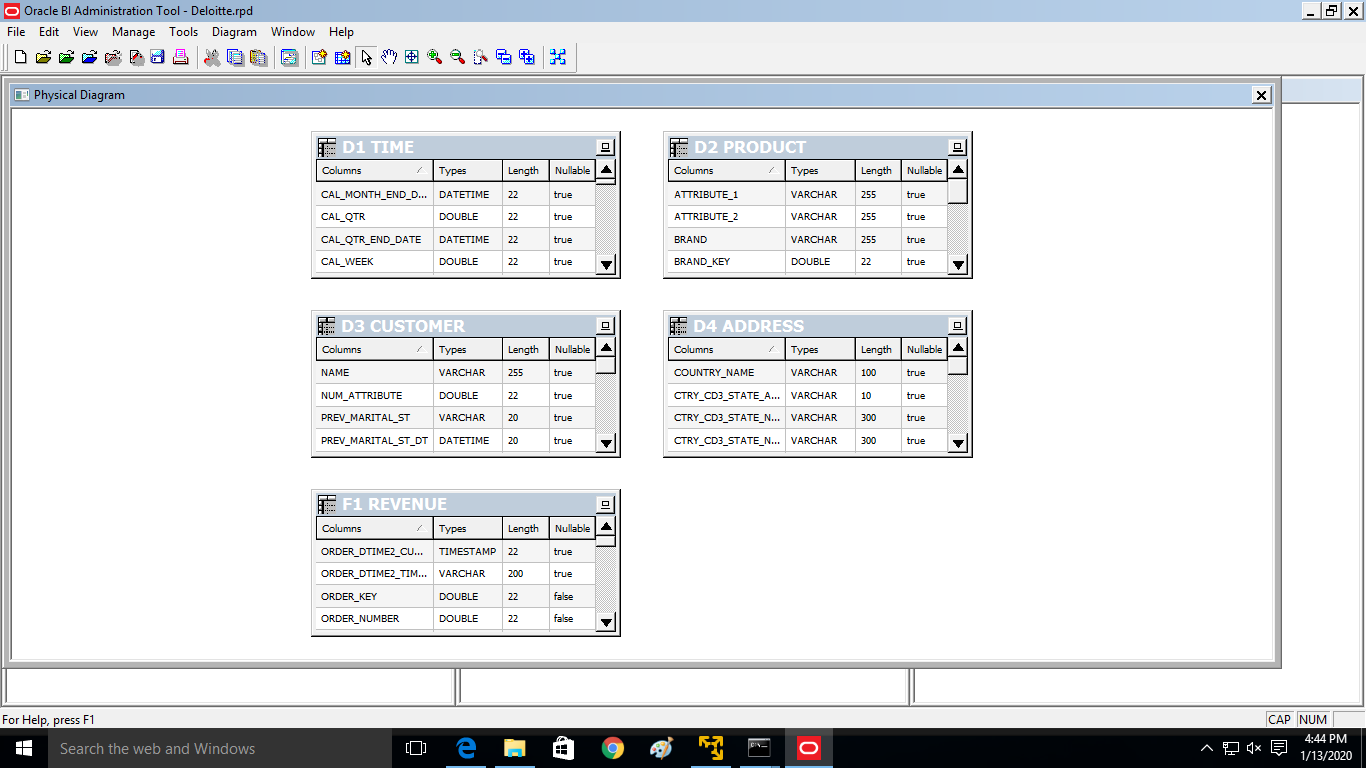 Oracle BI Administration Tool - Deloitte.rpd
File Edit View Manage Tools Diagram Window Help
Physical Diagram
D1 TIME
Columns Types Length Nullable
CAL_MONTH_END_D... DATETIME 22 true
CAL_QTR DOUBLE 22 true
CAL_QTR_END_DATE DATETIME 22 true
CAL_WEEK DOUBLE 22 true
D2 PRODUCT
Columns Types Length Nullable
ATTRIBUTE_1 VARCHAR 255 true
ATTRIBUTE_2 VARCHAR 255 true
BRAND VARCHAR 255 true
BRAND_KEY DOUBLE 22 true
D3 CUSTOMER
Columns Types Length Nullable
NAME VARCHAR 255 true
NUM_ATTRIBUTE DOUBLE 22 true
PREV_MARITAL_ST VARCHAR 20 true
PREV_MARITAL_ST_DT DATETIME 20 true
D4 ADDRESS
Columns Types Length Nullable
COUNTRY_NAME VARCHAR 100 true
CTRY_CD3_STATE_A... VARCHAR 10 true
CTRY_CD3_STATE_N... VARCHAR 300 true
CTRY_CD3_STATE_N... VARCHAR 300 true
F1 REVENUE
Columns Types Length Nullable
ORDER_DTIME2_CU... TIMESTAMP 22 true
ORDER_DTIME2_TIM... VARCHAR 200 true
ORDER_KEY DOUBLE 22 false
ORDER_NUMBER DOUBLE 22 false
For Help, press F1
CAP NUM
Search the web and Windows
4:44 PM
1/13/2020